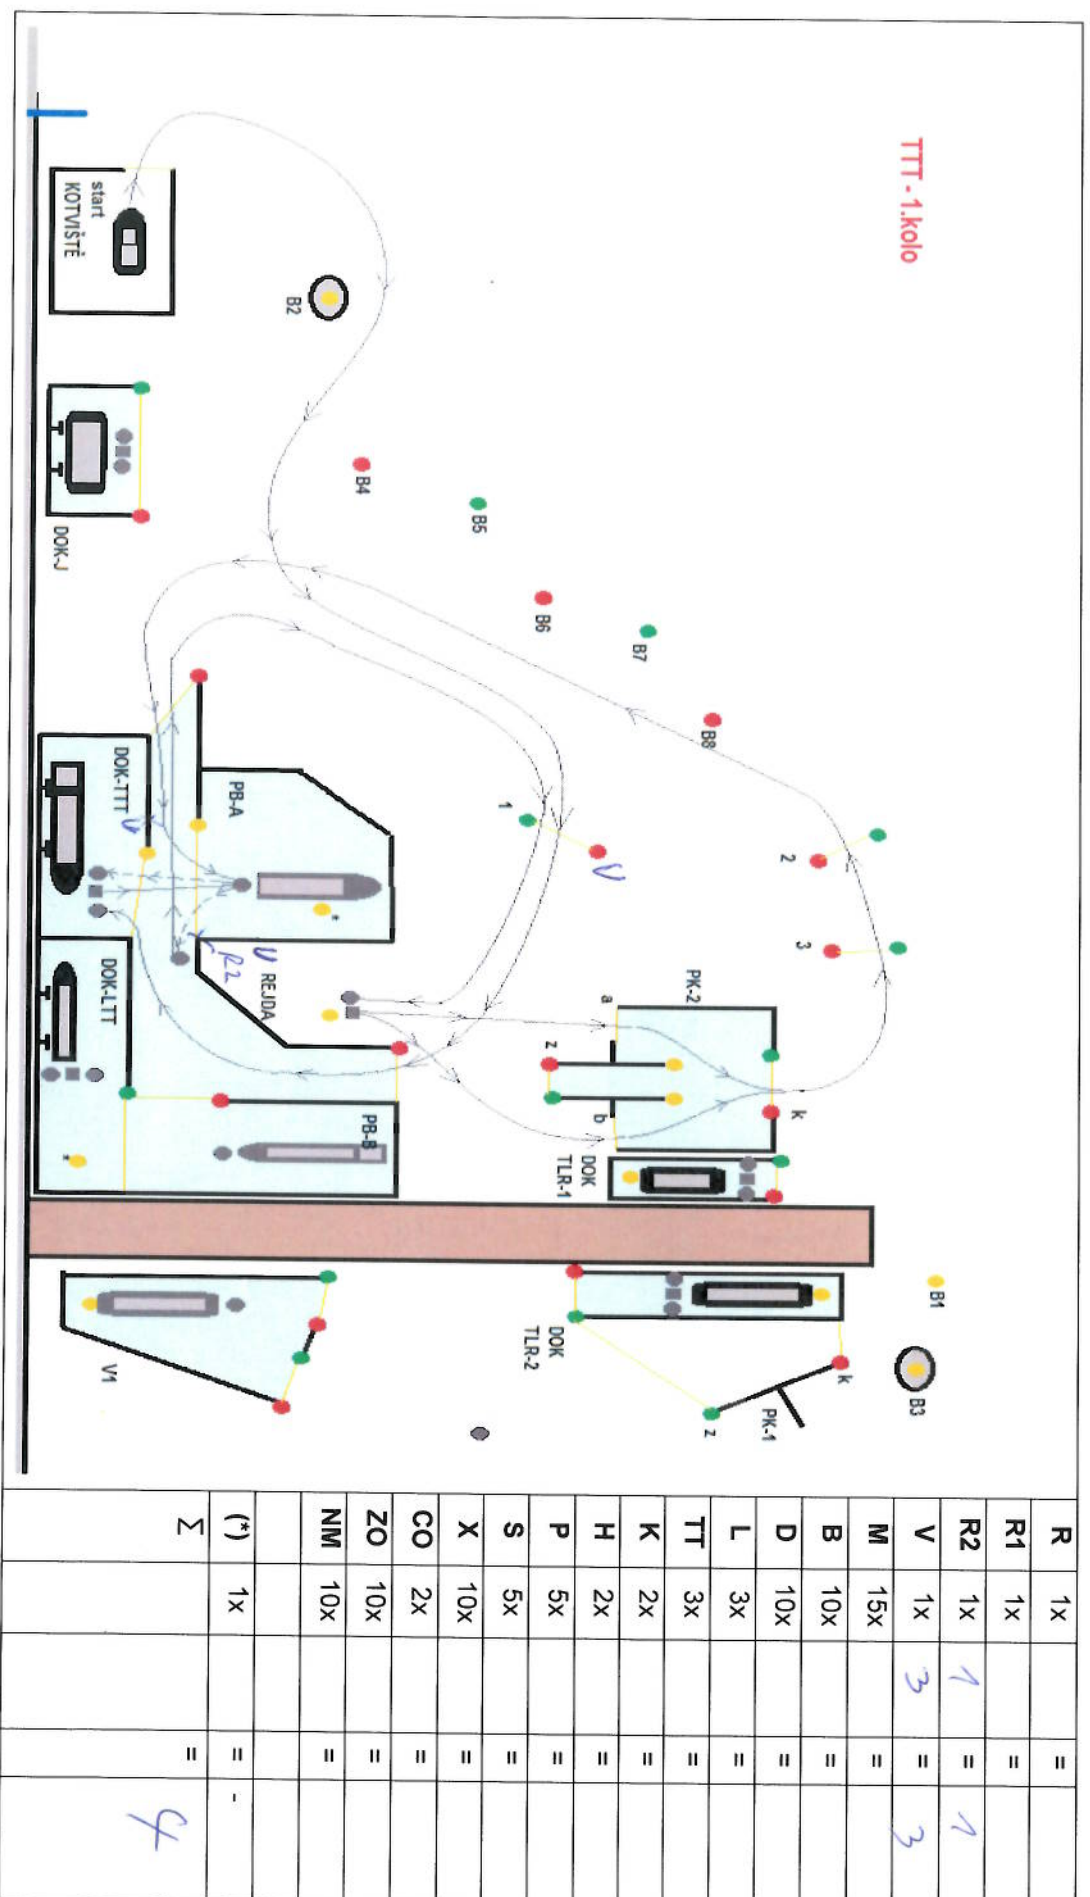 TTT - 1.kolo
start
KOTVIŠTĚ
B2
DOK-J
B4
B5
B6
B7
B8
1
V
2
3
DOK-TTT
V
PB-A
*
R2
V
REJDA
DOK-LTT
*
PB-B
PK-2
a
z
b
k
DOK
TLR-1
B1
B3
DOK
TLR-2
k
PK-1
z
V1
R 1x =
R1 1x =
R2 1x 1 = 1
V 1x 3 = 3
M 15x =
B 10x =
D 10x =
L 3x =
TT 3x =
K 2x =
H 2x =
P 5x =
S 5x =
X 10x =
CO 2x =
ZO 10x =
NM 10x =
(*) 1x = -
Σ = 4